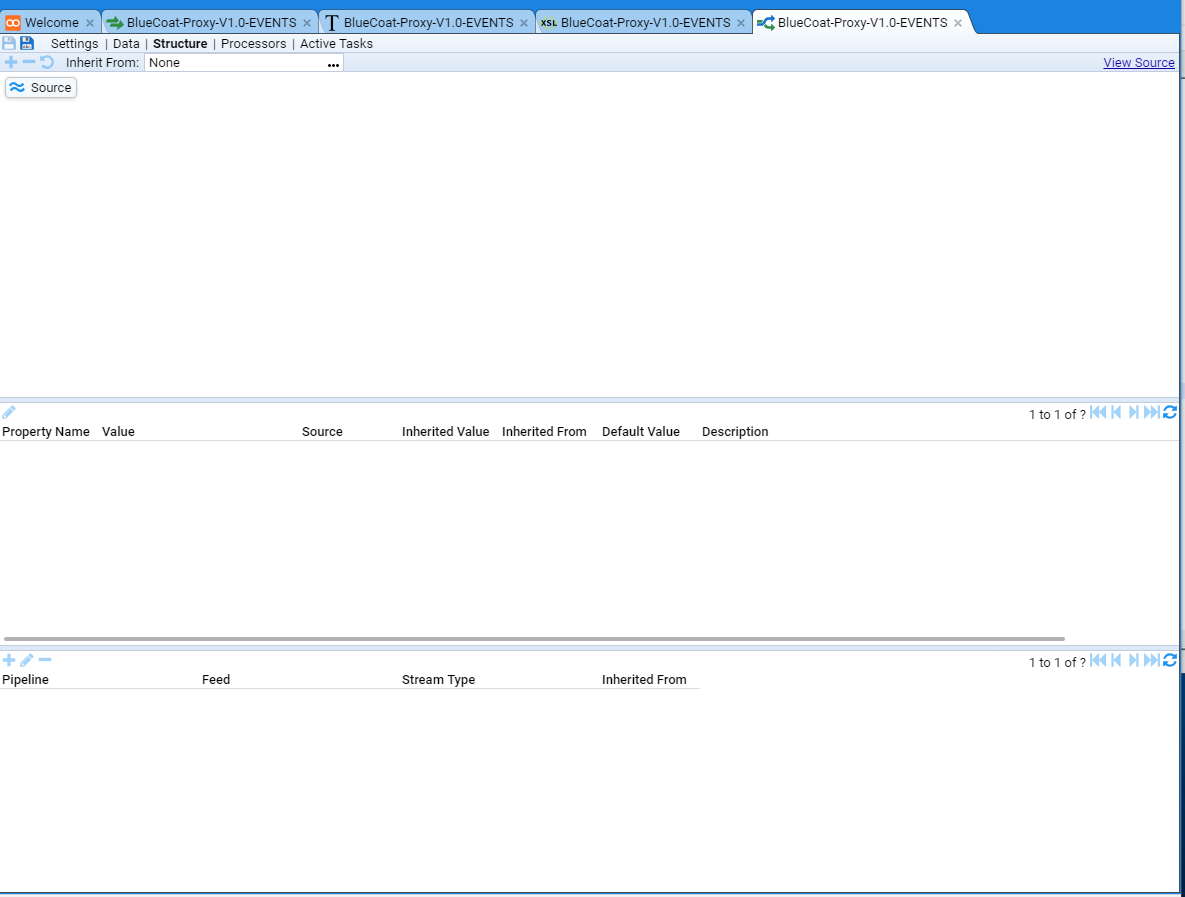 Welcome BlueCoat-Proxy-V1.0-EVENTS T BlueCoat-Proxy-V1.0-EVENTS XSL BlueCoat-Proxy-V1.0-EVENTS BlueCoat-Proxy-V1.0-EVENTS
Settings | Data | Structure | Processors | Active Tasks
Inherit From: None ... View Source
Source
1 to 1 of ?
Property Name Value Source Inherited Value Inherited From Default Value Description
1 to 1 of ?
Pipeline Feed Stream Type Inherited From